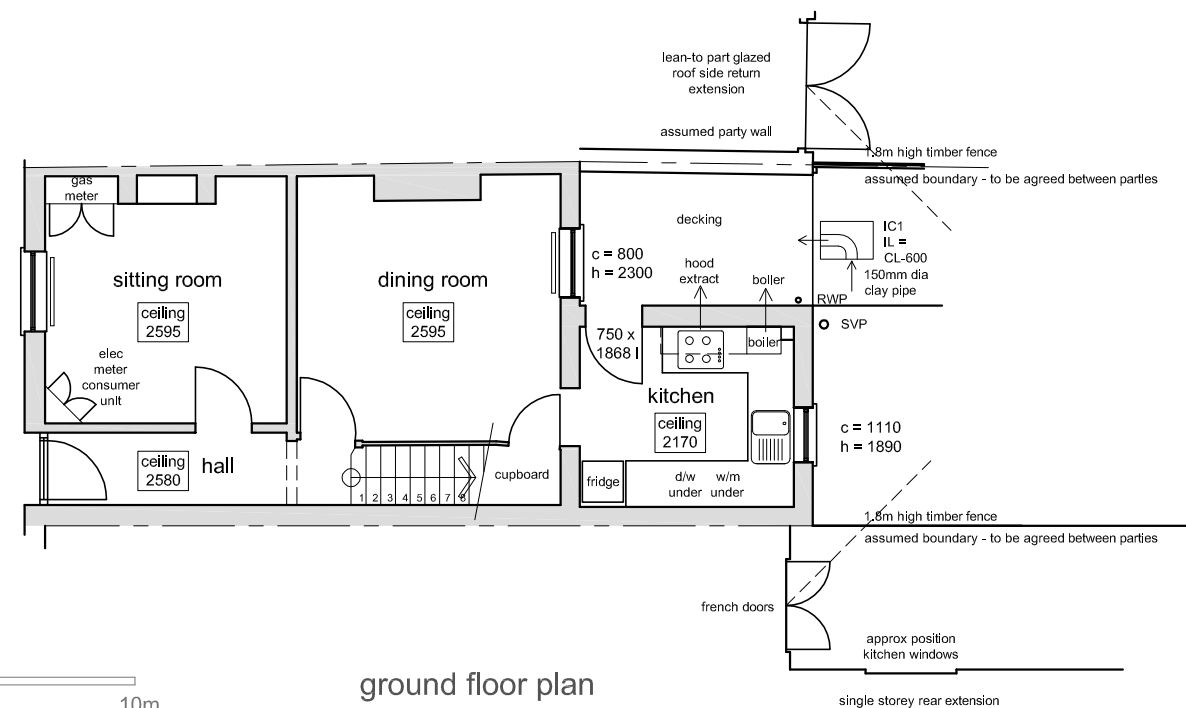 lean-to part glazed
roof side return
extension
assumed party wall
1.8m high timber fence
assumed boundary - to be agreed between parties
gas
meter
decking
IC1
IL =
CL-600
150mm dia
clay pipe
c = 800
h = 2300
hood
extract
boiler
sitting room
ceiling
2595
dining room
ceiling
2595
RWP
SVP
750 x
1868 l
boiler
elec
meter
consumer
unit
kitchen
ceiling
2170
c = 1110
h = 1890
ceiling
2580
hall
cupboard
1 2 3 4 5 6 7 8
fridge
d/w
under
w/m
under
1.8m high timber fence
assumed boundary - to be agreed between parties
french doors
approx position
kitchen windows
ground floor plan
10m
single storey rear extension